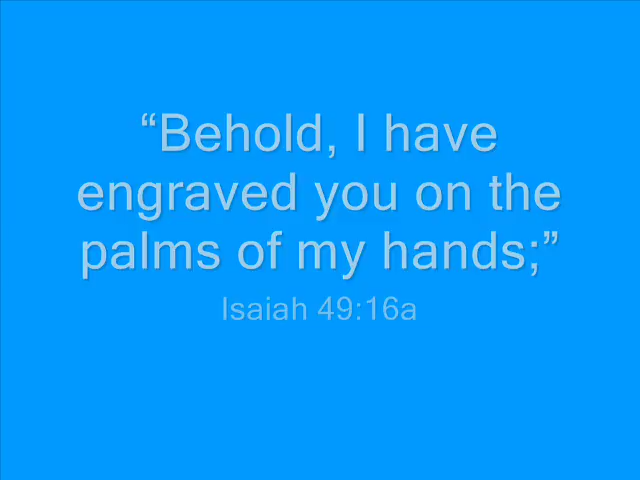 “Behold, I have
engraved you on the
palms of my hands;”
Isaiah 49:16a